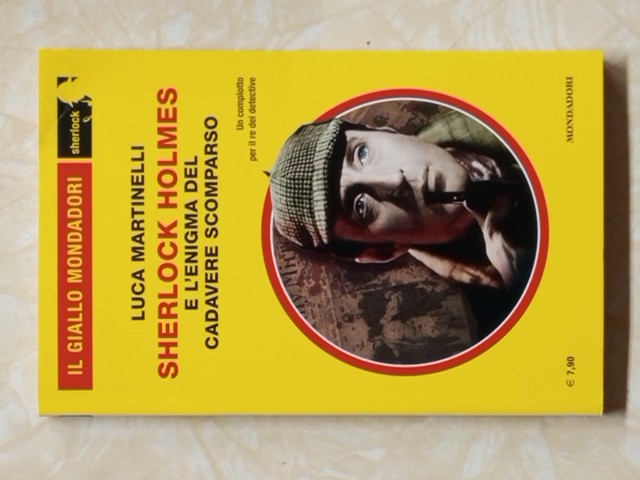 IL GIALLO MONDADORI
sherlock
LUCA MARTINELLI
SHERLOCK HOLMES
E L'ENIGMA DEL
CADAVERE SCOMPARSO
Un complotto
per il re dei detective
€ 7,90
MONDADORI